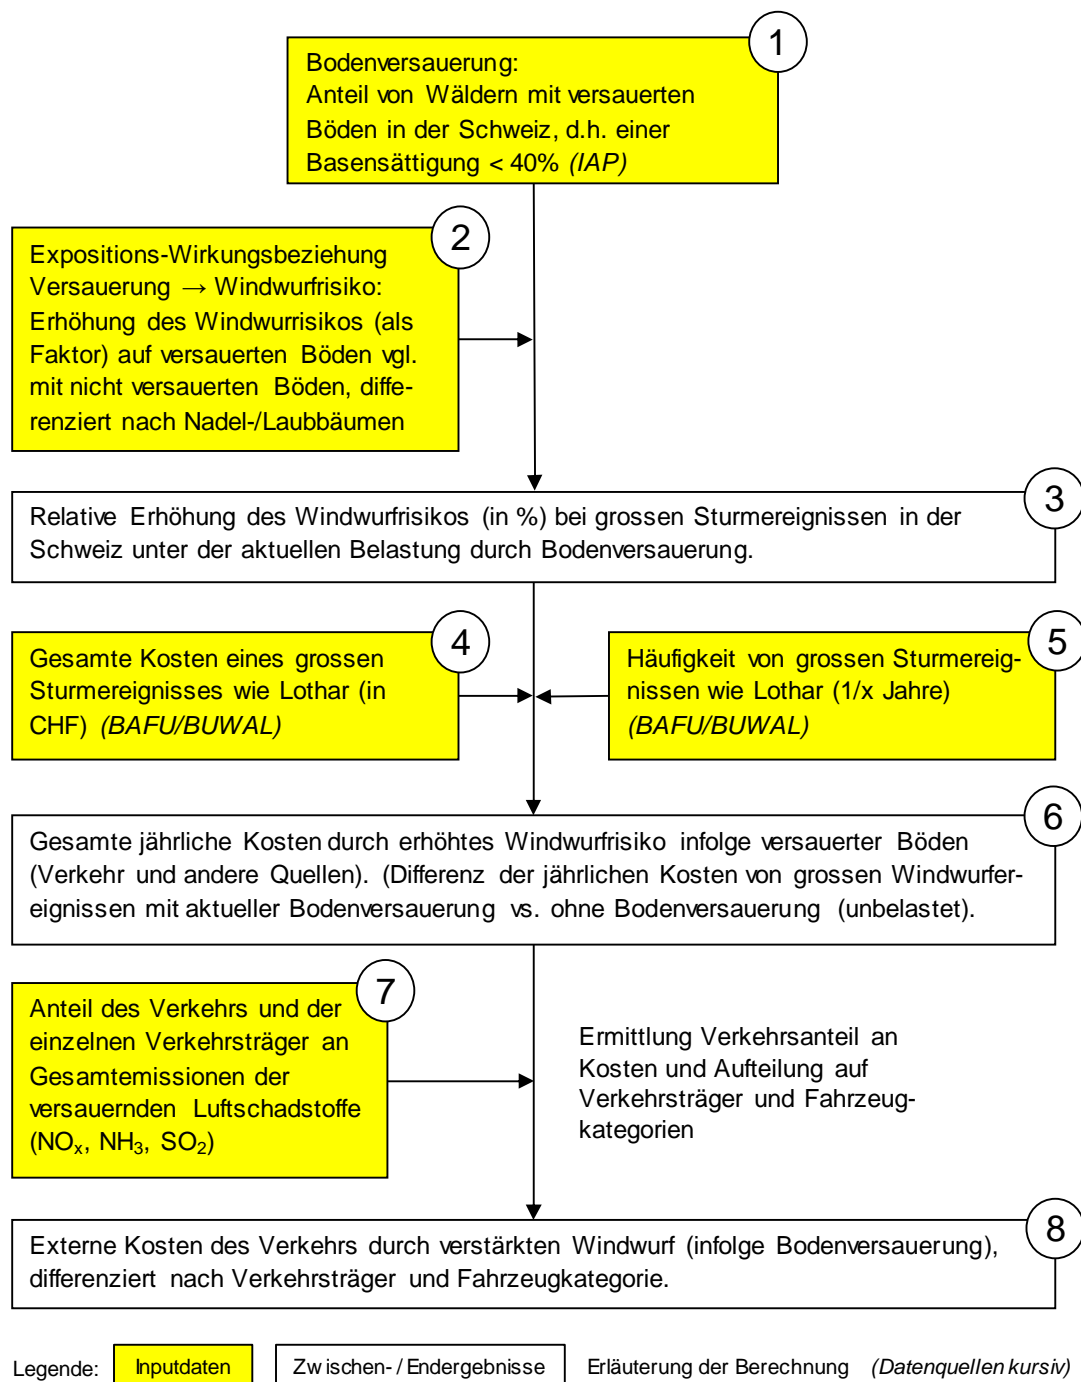 1
Bodenversauerung:
Anteil von Wäldern mit versauerten
Böden in der Schweiz, d.h. einer
Basensättigung < 40% (IAP)
2
Expositions-Wirkungsbeziehung
Versauerung → Windwurfrisiko:
Erhöhung des Windwurrisikos (als
Faktor) auf versauerten Böden vgl.
mit nicht versauerten Böden, diffe-
renziert nach Nadel-/Laubbäumen
3
Relative Erhöhung des Windwurfrisikos (in %) bei grossen Sturmereignissen in der
Schweiz unter der aktuellen Belastung durch Bodenversauerung.
4
Gesamte Kosten eines grossen
Sturmereignisses wie Lothar (in
CHF) (BAFU/BUWAL)
5
Häufigkeit von grossen Sturmereig-
nissen wie Lothar (1/x Jahre)
(BAFU/BUWAL)
6
Gesamte jährliche Kosten durch erhöhtes Windwurfrisiko infolge versauerter Böden
(Verkehr und andere Quellen). (Differenz der jährlichen Kosten von grossen Windwurfer-
eignissen mit aktueller Bodenversauerung vs. ohne Bodenversauerung (unbelastet).
7
Anteil des Verkehrs und der
einzelnen Verkehrsträger an
Gesamtemissionen der
versauernden Luftschadstoffe
(NOₓ, NH₃, SO₂)
Ermittlung Verkehrsanteil an
Kosten und Aufteilung auf
Verkehrsträger und Fahrzeug-
kategorien
8
Externe Kosten des Verkehrs durch verstärkten Windwurf (infolge Bodenversauerung),
differenziert nach Verkehrsträger und Fahrzeugkategorie.
Legende: Inputdaten Zwischen- / Endergebnisse Erläuterung der Berechnung (Datenquellen kursiv)